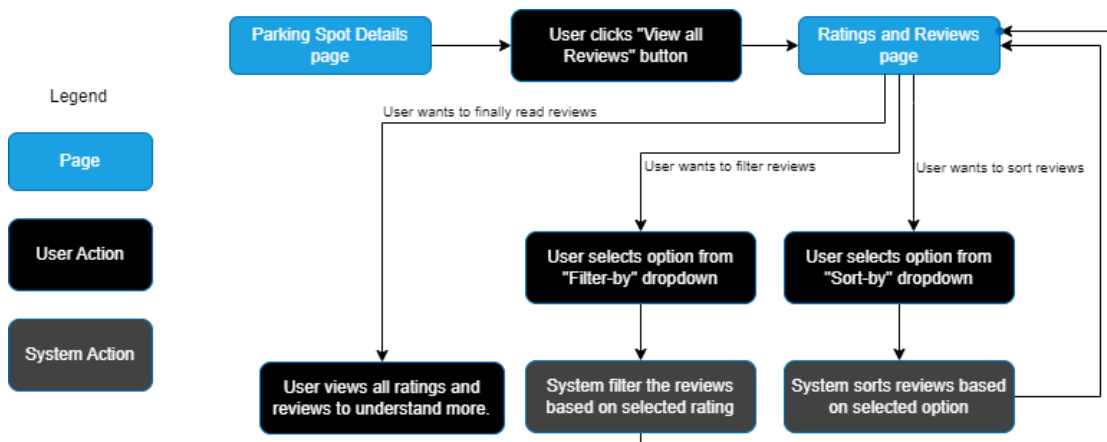 Parking Spot Details
page
User clicks "View all
Reviews" button
Ratings and Reviews
page
Legend
Page
User Action
System Action
User wants to finally read reviews
User wants to filter reviews
User wants to sort reviews
User selects option from
"Filter-by" dropdown
User selects option from
"Sort-by" dropdown
User views all ratings and
reviews to understand more.
System filter the reviews
based on selected rating
System sorts reviews based
on selected option